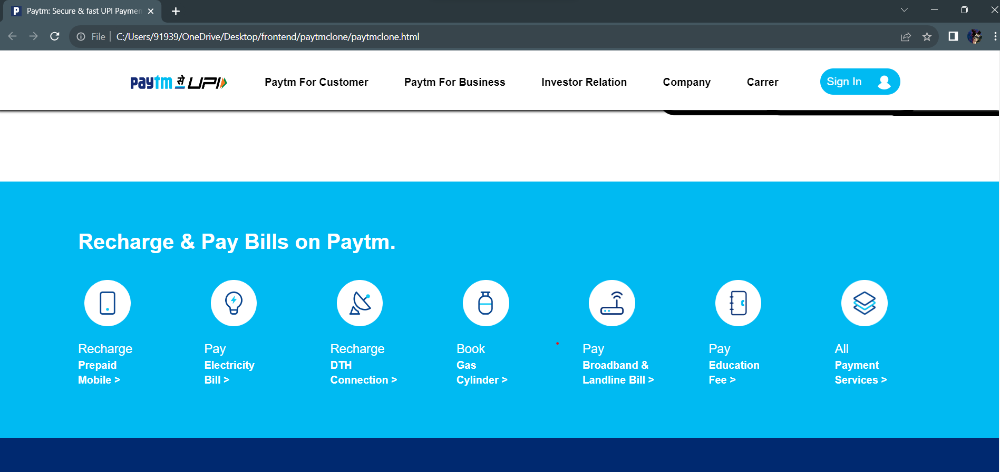 P Paytm: Secure & fast UPI Paymen
File | C:/Users/91939/OneDrive/Desktop/frontend/paytmclone/paytmclone.html
paytm से UPI Paytm For Customer Paytm For Business Investor Relation Company Carrer Sign In
Recharge & Pay Bills on Paytm.
Recharge
Prepaid
Mobile >
Pay
Electricity
Bill >
Recharge
DTH
Connection >
Book
Gas
Cylinder >
Pay
Broadband &
Landline Bill >
Pay
Education
Fee >
All
Payment
Services >